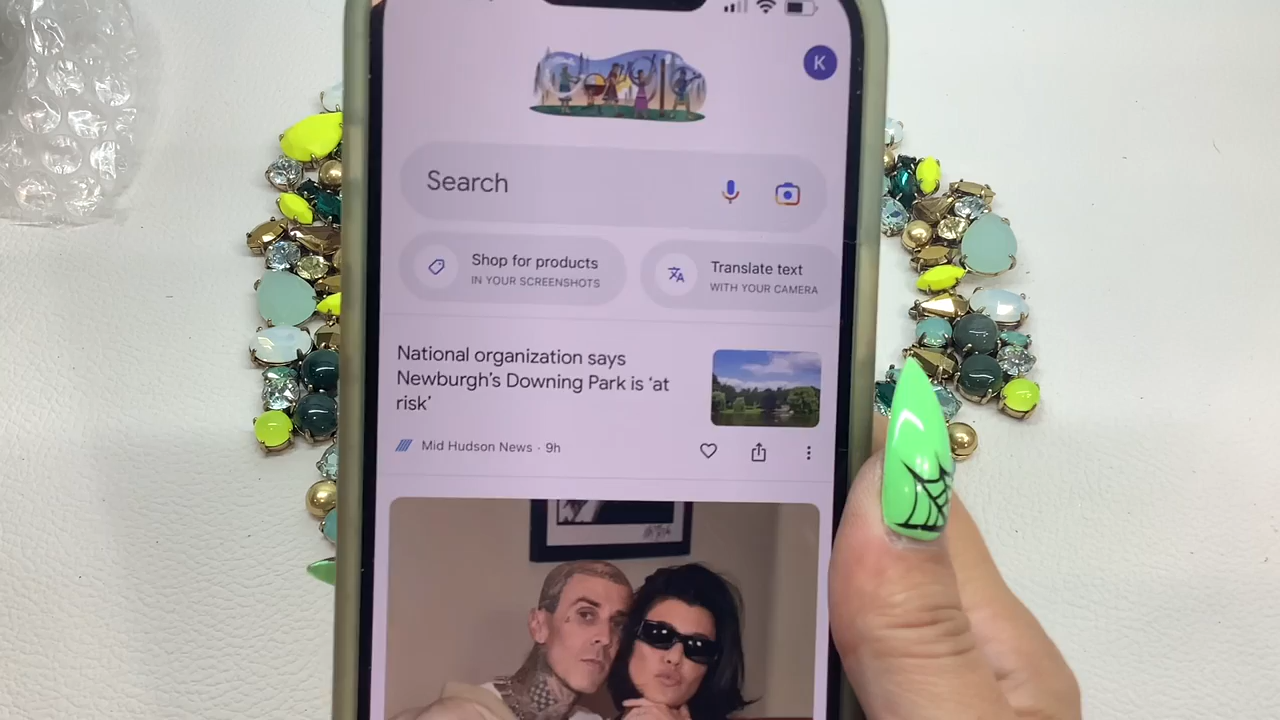 K
Search
Shop for products
IN YOUR SCREENSHOTS
Translate text
WITH YOUR CAMERA
National organization says
Newburgh's Downing Park is 'at
risk'
Mid Hudson News · 9h